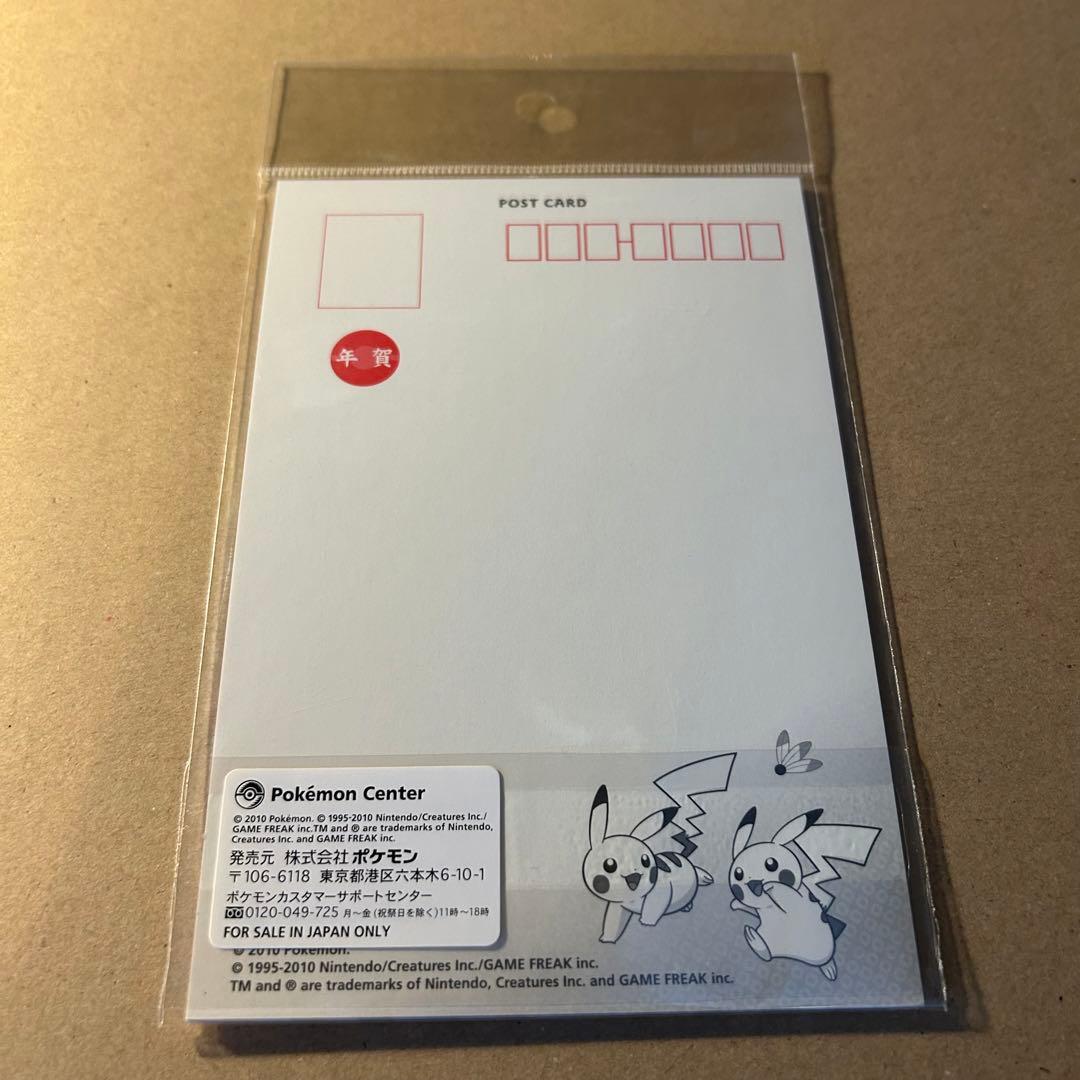 POST CARD
年賀
Pokémon Center
© 2010 Pokémon. © 1995-2010 Nintendo/Creatures Inc./
GAME FREAK inc.TM and ® are trademarks of Nintendo,
Creatures Inc. and GAME FREAK inc.
発売元 株式会社ポケモン
〒106-6118 東京都港区六本木6-10-1
ポケモンカスタマーサポートセンター
0120-049-725 月～金(祝祭日を除く)11時～18時
FOR SALE IN JAPAN ONLY
© 2010 Pokémon.
© 1995-2010 Nintendo/Creatures Inc./GAME FREAK inc.
TM and ® are trademarks of Nintendo, Creatures Inc. and GAME FREAK inc.